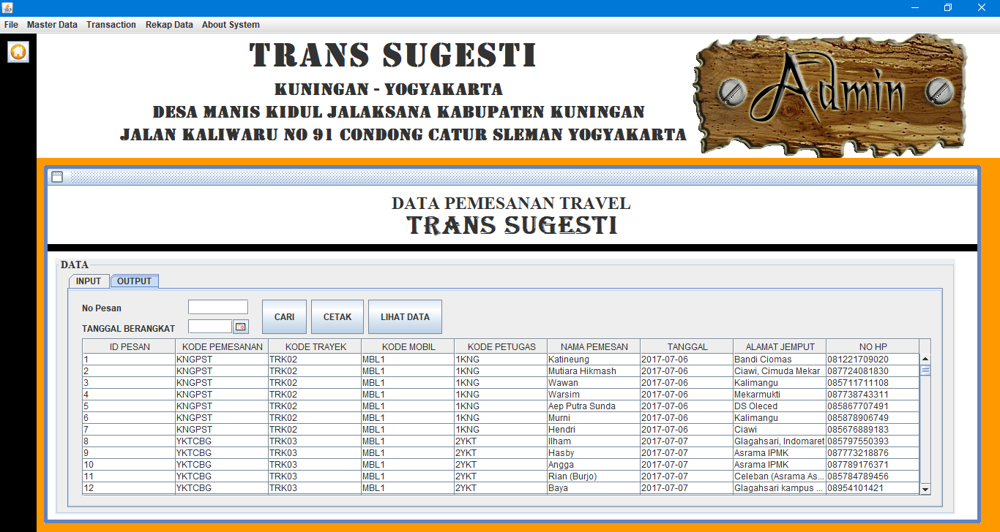 File Master Data Transaction Rekap Data About System
TRANS SUGESTI
KUNINGAN - YOGYAKARTA
DESA MANIS KIDUL JALAKSANA KABUPATEN KUNINGAN
JALAN KALIWARU NO 91 CONDONG CATUR SLEMAN YOGYAKARTA
Admin
DATA PEMESANAN TRAVEL
TRANS SUGESTI
DATA
INPUT OUTPUT
No Pesan
TANGGAL BERANGKAT
CARI CETAK LIHAT DATA
ID PESAN KODE PEMESANAN KODE TRAYEK KODE MOBIL KODE PETUGAS NAMA PEMESAN TANGGAL ALAMAT JEMPUT NO HP
1 KNGPST TRK02 MBL1 1KNG Katineung 2017-07-06 Bandi Ciomas 081221709020
2 KNGPST TRK02 MBL1 1KNG Mutiara Hikmash 2017-07-06 Ciawi, Cimuda Mekar 087724081830
3 KNGPST TRK02 MBL1 1KNG Wawan 2017-07-06 Kalimangu 085711711108
4 KNGPST TRK02 MBL1 1KNG Warsim 2017-07-06 Mekarmukti 087738743311
5 KNGPST TRK02 MBL1 1KNG Aep Putra Sunda 2017-07-06 DS Oleced 085867707491
6 KNGPST TRK02 MBL1 1KNG Murni 2017-07-06 Kalimangu 085878906749
7 KNGPST TRK02 MBL1 1KNG Hendri 2017-07-06 Ciawi 085676889183
8 YKTCBG TRK03 MBL1 2YKT Ilham 2017-07-07 Glagahsari, Indomaret 085797550393
9 YKTCBG TRK03 MBL1 2YKT Hasby 2017-07-07 Asrama IPMK 087773218876
10 YKTCBG TRK03 MBL1 2YKT Angga 2017-07-07 Asrama IPMK 087789176371
11 YKTCBG TRK03 MBL1 2YKT Rian (Burjo) 2017-07-07 Celeban (Asrama As... 085784789456
12 YKTCBG TRK03 MBL1 2YKT Baya 2017-07-07 Glagahsari kampus ... 08954101421